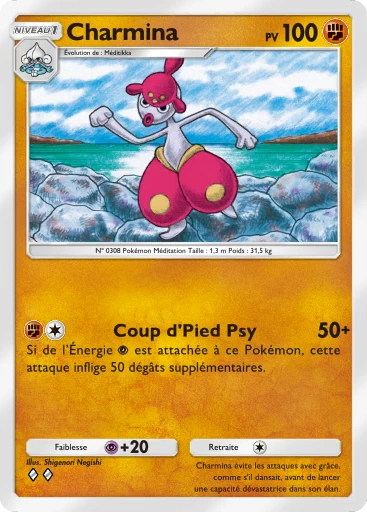 NIVEAU 1
Charmina
PV 100
Évolution de : Méditikka
N° 0308 Pokémon Méditation Taille : 1,3 m Poids : 31,5 kg
Coup d'Pied Psy 50+
Si de l'Énergie est attachée à ce Pokémon, cette
attaque inflige 50 dégâts supplémentaires.
Faiblesse +20
Retraite
Illus. Shigenori Negishi
Charmina évite les attaques avec grâce,
comme s'il dansait, avant de lancer
une capacité dévastatrice dans son élan.